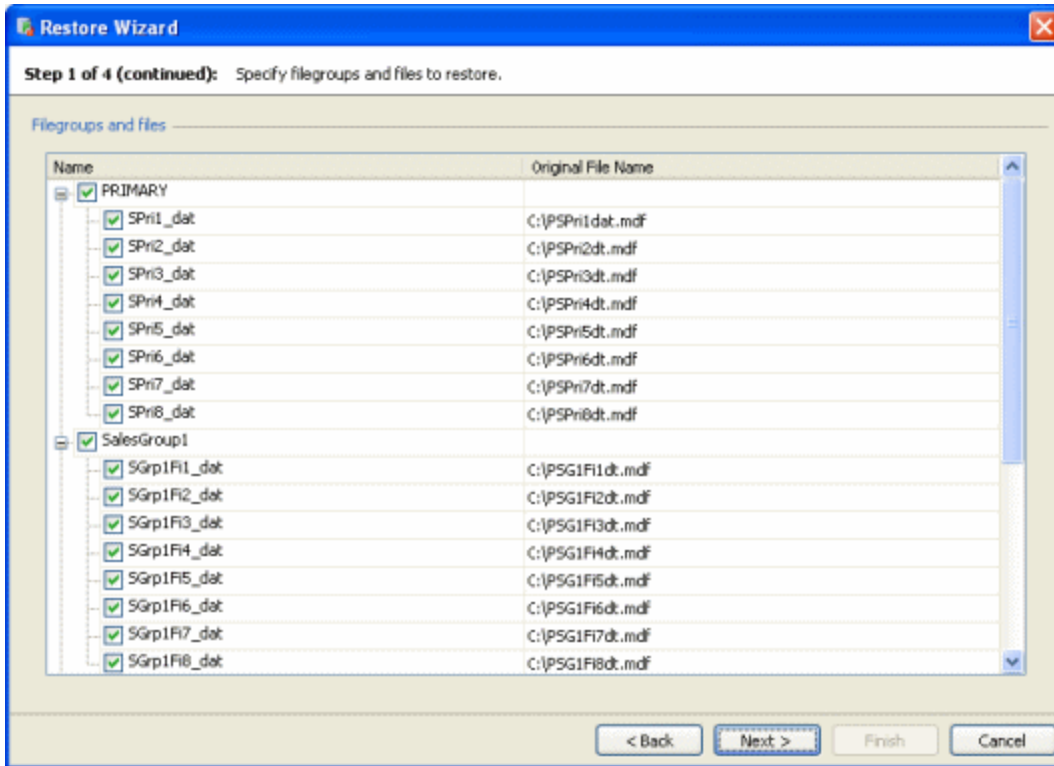 Restore Wizard
Step 1 of 4 (continued): Specify filegroups and files to restore.
Filegroups and files
Name Original File Name
PRIMARY
SPri1_dat C:\PSPri1dat.mdf
SPri2_dat C:\PSPri2dt.mdf
SPri3_dat C:\PSPri3dt.mdf
SPri4_dat C:\PSPri4dt.mdf
SPri5_dat C:\PSPri5dt.mdf
SPri6_dat C:\PSPri6dt.mdf
SPri7_dat C:\PSPri7dt.mdf
SPri8_dat C:\PSPri8dt.mdf
SalesGroup1
SGrp1Fi1_dat C:\PSG1Fi1dt.mdf
SGrp1Fi2_dat C:\PSG1Fi2dt.mdf
SGrp1Fi3_dat C:\PSG1Fi3dt.mdf
SGrp1Fi4_dat C:\PSG1Fi4dt.mdf
SGrp1Fi5_dat C:\PSG1Fi5dt.mdf
SGrp1Fi6_dat C:\PSG1Fi6dt.mdf
SGrp1Fi7_dat C:\PSG1Fi7dt.mdf
SGrp1Fi8_dat C:\PSG1Fi8dt.mdf
< Back Next > Finish Cancel